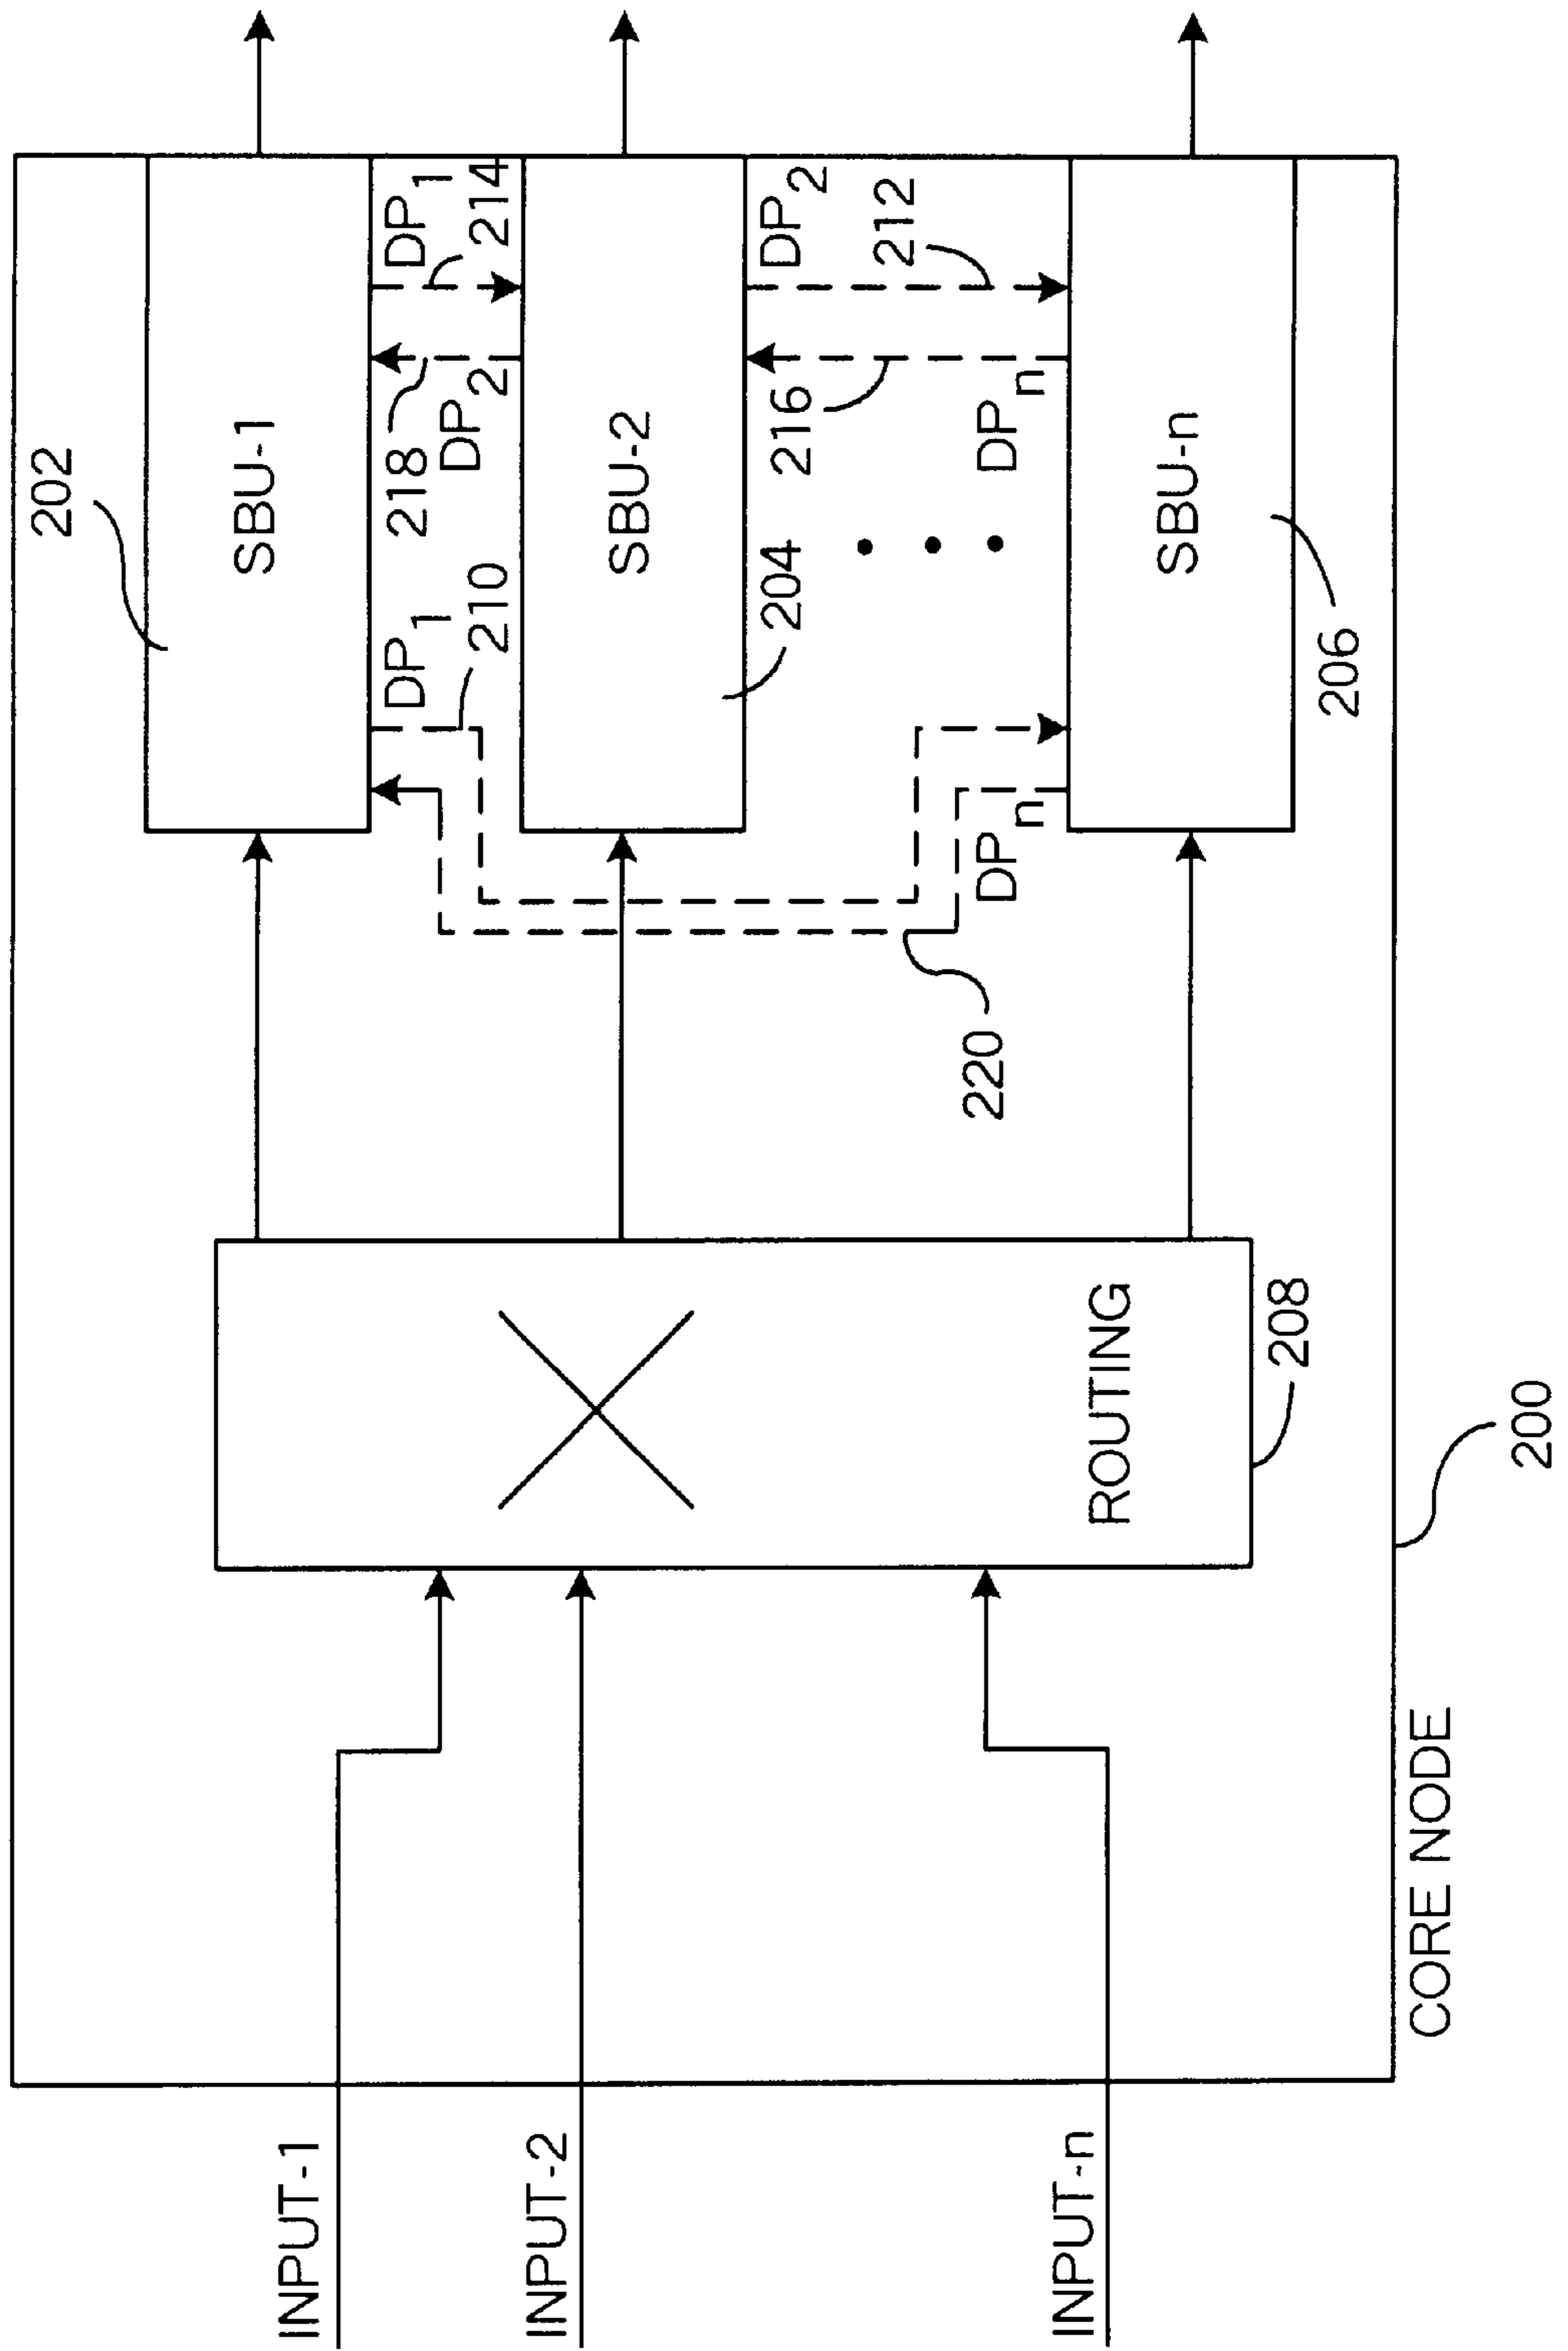 INPUT-1
INPUT-2
INPUT-n
CORE NODE
200
ROUTING
208
202
SBU-1
DP1
210
218
DP2
DP1
214
SBU-2
204
DP2
212
216
DPn
220
DPn
SBU-n
206